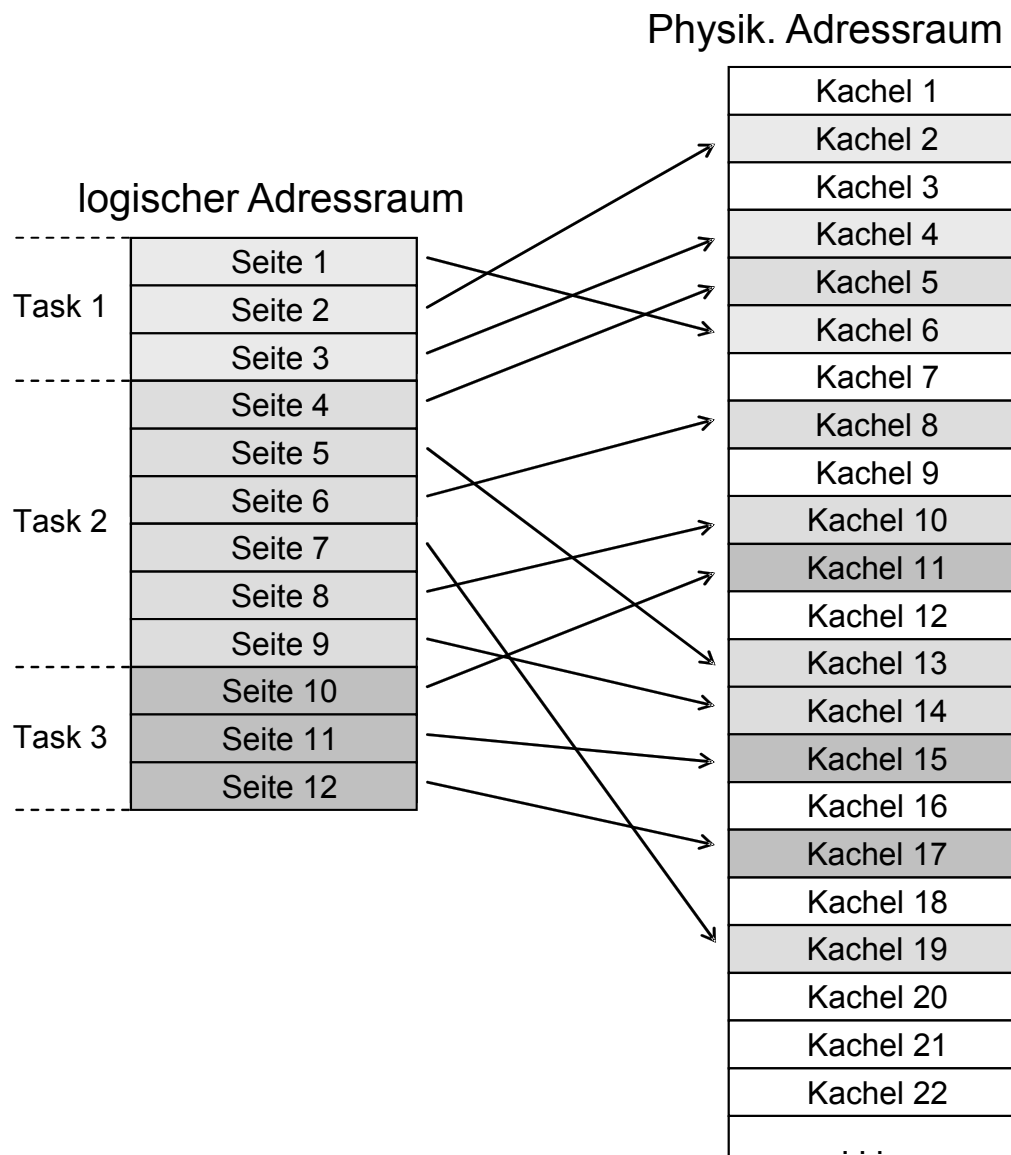 Physik. Adressraum
Kachel 1
Kachel 2
Kachel 3
Kachel 4
Kachel 5
Kachel 6
Kachel 7
Kachel 8
Kachel 9
Kachel 10
Kachel 11
Kachel 12
Kachel 13
Kachel 14
Kachel 15
Kachel 16
Kachel 17
Kachel 18
Kachel 19
Kachel 20
Kachel 21
Kachel 22
...
logischer Adressraum
Task 1
Seite 1
Seite 2
Seite 3
Task 2
Seite 4
Seite 5
Seite 6
Seite 7
Seite 8
Seite 9
Task 3
Seite 10
Seite 11
Seite 12